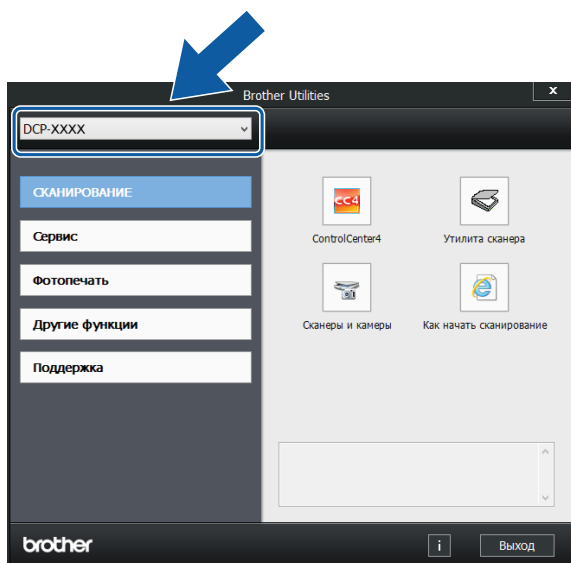 Brother Utilities
x
DCP-XXXX
СКАНИРОВАНИЕ
Сервис
Фотопечать
Другие функции
Поддержка
CC4
ControlCenter4
Утилита сканера
Сканеры и камеры
Как начать сканирование
brother
i
Выход